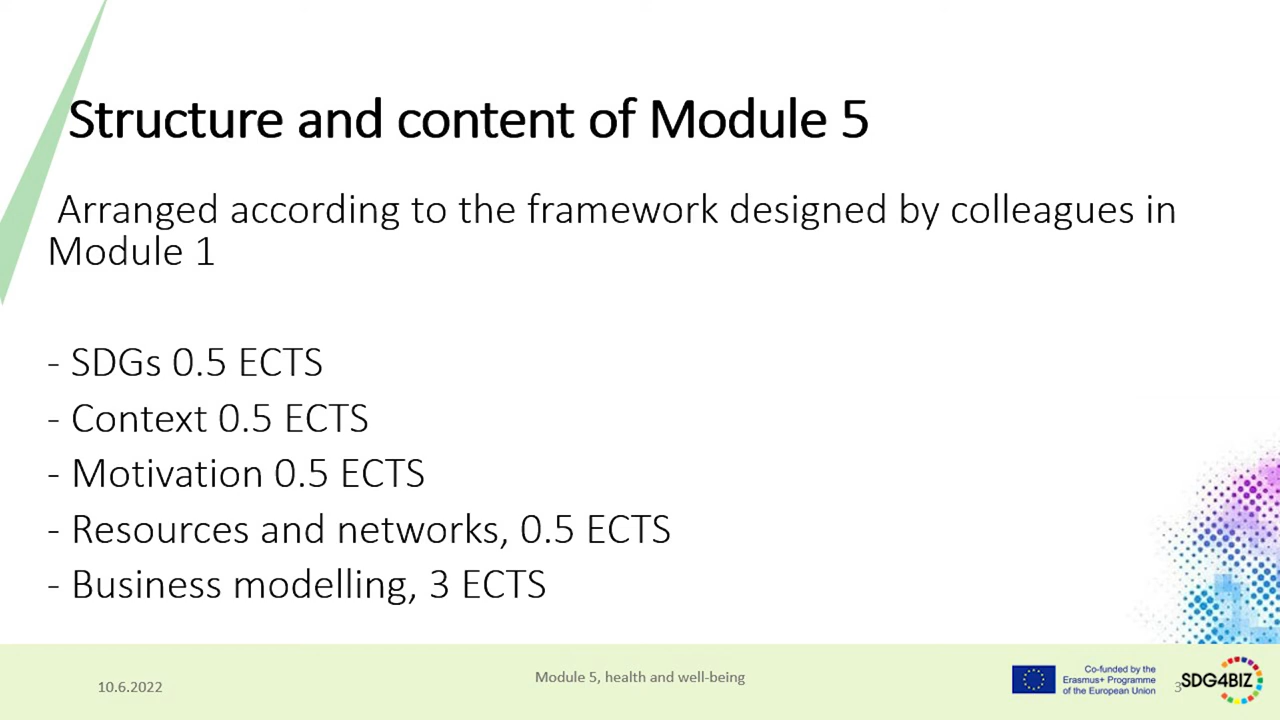 Structure and content of Module 5
Arranged according to the framework designed by colleagues in
Module 1
- SDGs 0.5 ECTS
- Context 0.5 ECTS
- Motivation 0.5 ECTS
- Resources and networks, 0.5 ECTS
- Business modelling, 3 ECTS
10.6.2022
Module 5, health and well-being
Co-funded by the
Erasmus+ Programme
of the European Union
3
SDG4BIZ